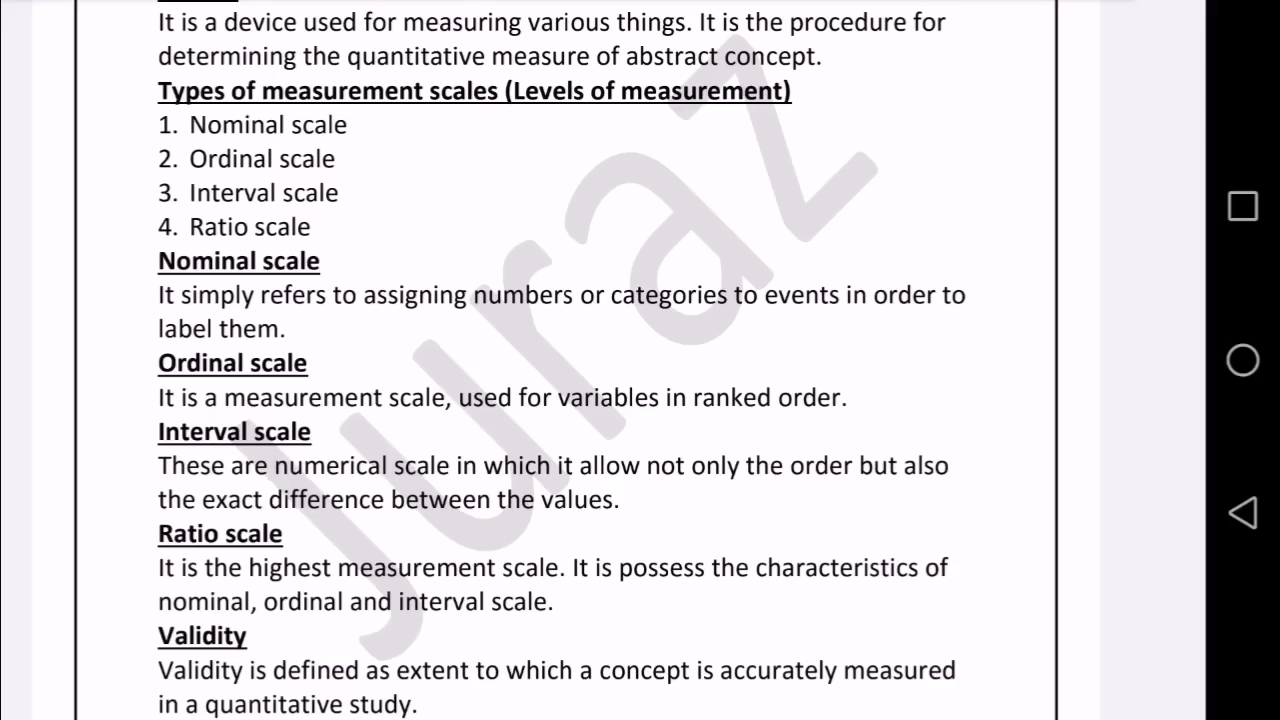 It is a device used for measuring various things. It is the procedure for
determining the quantitative measure of abstract concept.
Types of measurement scales (Levels of measurement)
1. Nominal scale
2. Ordinal scale
3. Interval scale
4. Ratio scale
Nominal scale
It simply refers to assigning numbers or categories to events in order to
label them.
Ordinal scale
It is a measurement scale, used for variables in ranked order.
Interval scale
These are numerical scale in which it allow not only the order but also
the exact difference between the values.
Ratio scale
It is the highest measurement scale. It is possess the characteristics of
nominal, ordinal and interval scale.
Validity
Validity is defined as extent to which a concept is accurately measured
in a quantitative study.
Juraz